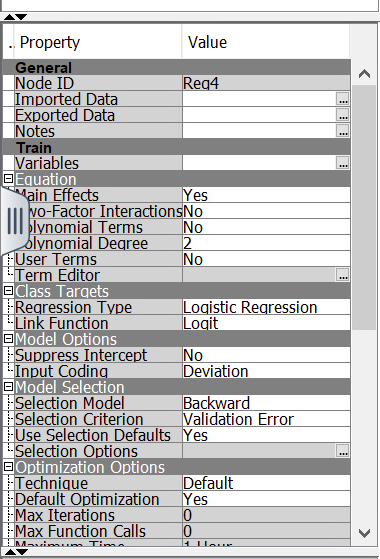 .. Property Value
General
Node ID Reg4
Imported Data ...
Exported Data ...
Notes ...
Train
Variables ...
Equation
Main Effects Yes
Two-Factor Interactions No
Polynomial Terms No
Polynomial Degree 2
User Terms No
Term Editor ...
Class Targets
Regression Type Logistic Regression
Link Function Logit
Model Options
Suppress Intercept No
Input Coding Deviation
Model Selection
Selection Model Backward
Selection Criterion Validation Error
Use Selection Defaults Yes
Selection Options ...
Optimization Options
Technique Default
Default Optimization Yes
Max Iterations 0
Max Function Calls 0
Maximum Time 1 Hour